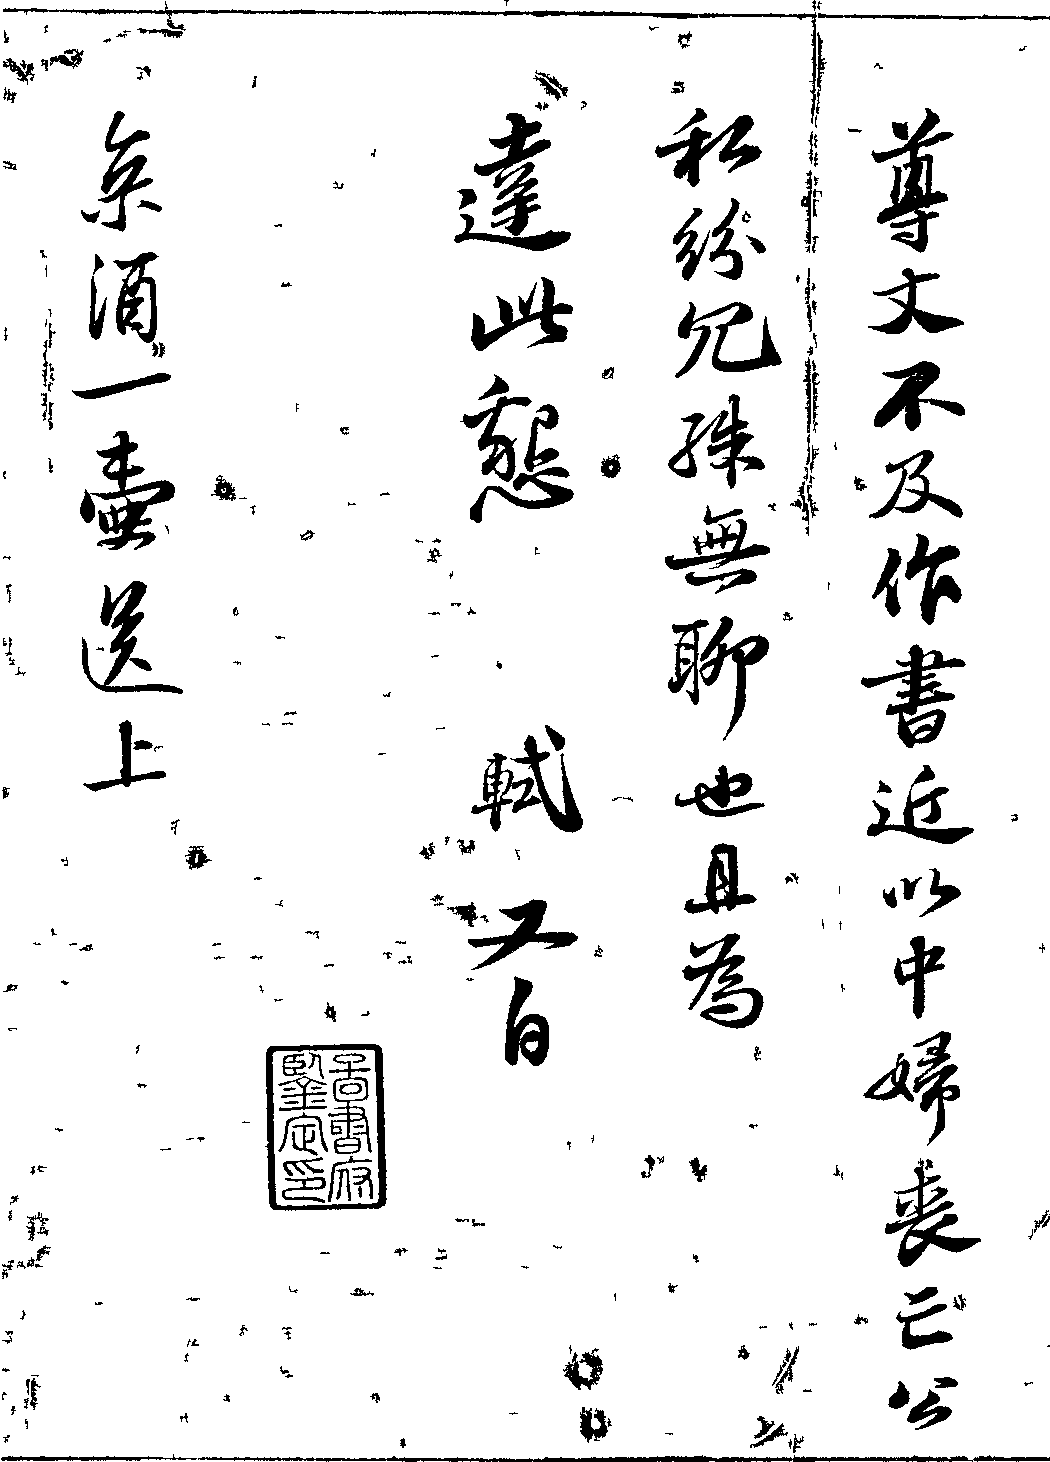 尊丈不及作書近以中婦喪亡公
私紛冗殊無聊也且為
達此懇 軾又白
書府
鑒定印
京酒一壺送上